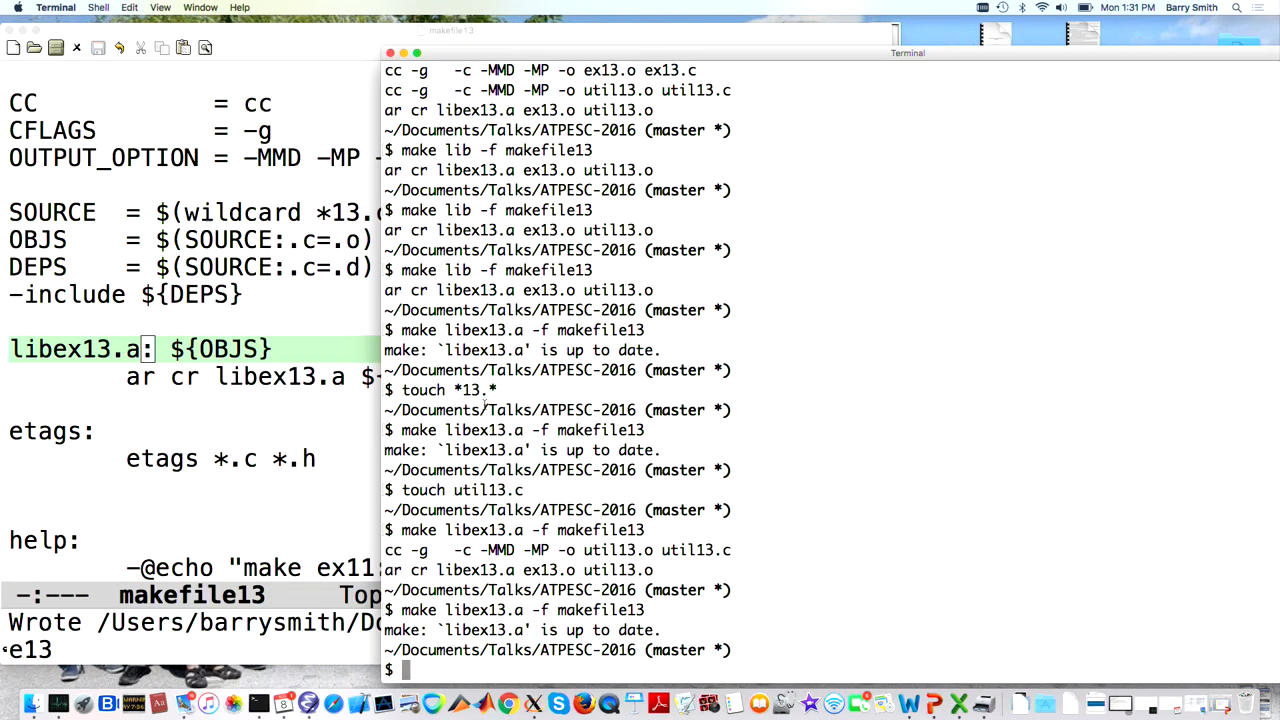 Terminal Shell Edit View Window Help Mon 1:31 PM Barry Smith
makefile13
Terminal
CC = cc
CFLAGS = -g
OUTPUT_OPTION = -MMD -MP -
SOURCE = $(wildcard *13.c
OBJS = $(SOURCE:.c=.o)
DEPS = $(SOURCE:.c=.d)
-include ${DEPS}
libex13.a: ${OBJS}
ar cr libex13.a ${
etags:
etags *.c *.h
help:
-@echo "make ex11:
-:--- makefile13 Top
Wrote /Users/barrysmith/Do
e13
cc -g -c -MMD -MP -o ex13.o ex13.c
cc -g -c -MMD -MP -o util13.o util13.c
ar cr libex13.a ex13.o util13.o
~/Documents/Talks/ATPESC-2016 (master *)
$ make lib -f makefile13
ar cr libex13.a ex13.o util13.o
~/Documents/Talks/ATPESC-2016 (master *)
$ make lib -f makefile13
ar cr libex13.a ex13.o util13.o
~/Documents/Talks/ATPESC-2016 (master *)
$ make lib -f makefile13
ar cr libex13.a ex13.o util13.o
~/Documents/Talks/ATPESC-2016 (master *)
$ make libex13.a -f makefile13
make: `libex13.a' is up to date.
~/Documents/Talks/ATPESC-2016 (master *)
$ touch *13.*
~/Documents/Talks/ATPESC-2016 (master *)
$ make libex13.a -f makefile13
make: `libex13.a' is up to date.
~/Documents/Talks/ATPESC-2016 (master *)
$ touch util13.c
~/Documents/Talks/ATPESC-2016 (master *)
$ make libex13.a -f makefile13
cc -g -c -MMD -MP -o util13.o util13.c
ar cr libex13.a ex13.o util13.o
~/Documents/Talks/ATPESC-2016 (master *)
$ make libex13.a -f makefile13
make: `libex13.a' is up to date.
~/Documents/Talks/ATPESC-2016 (master *)
$